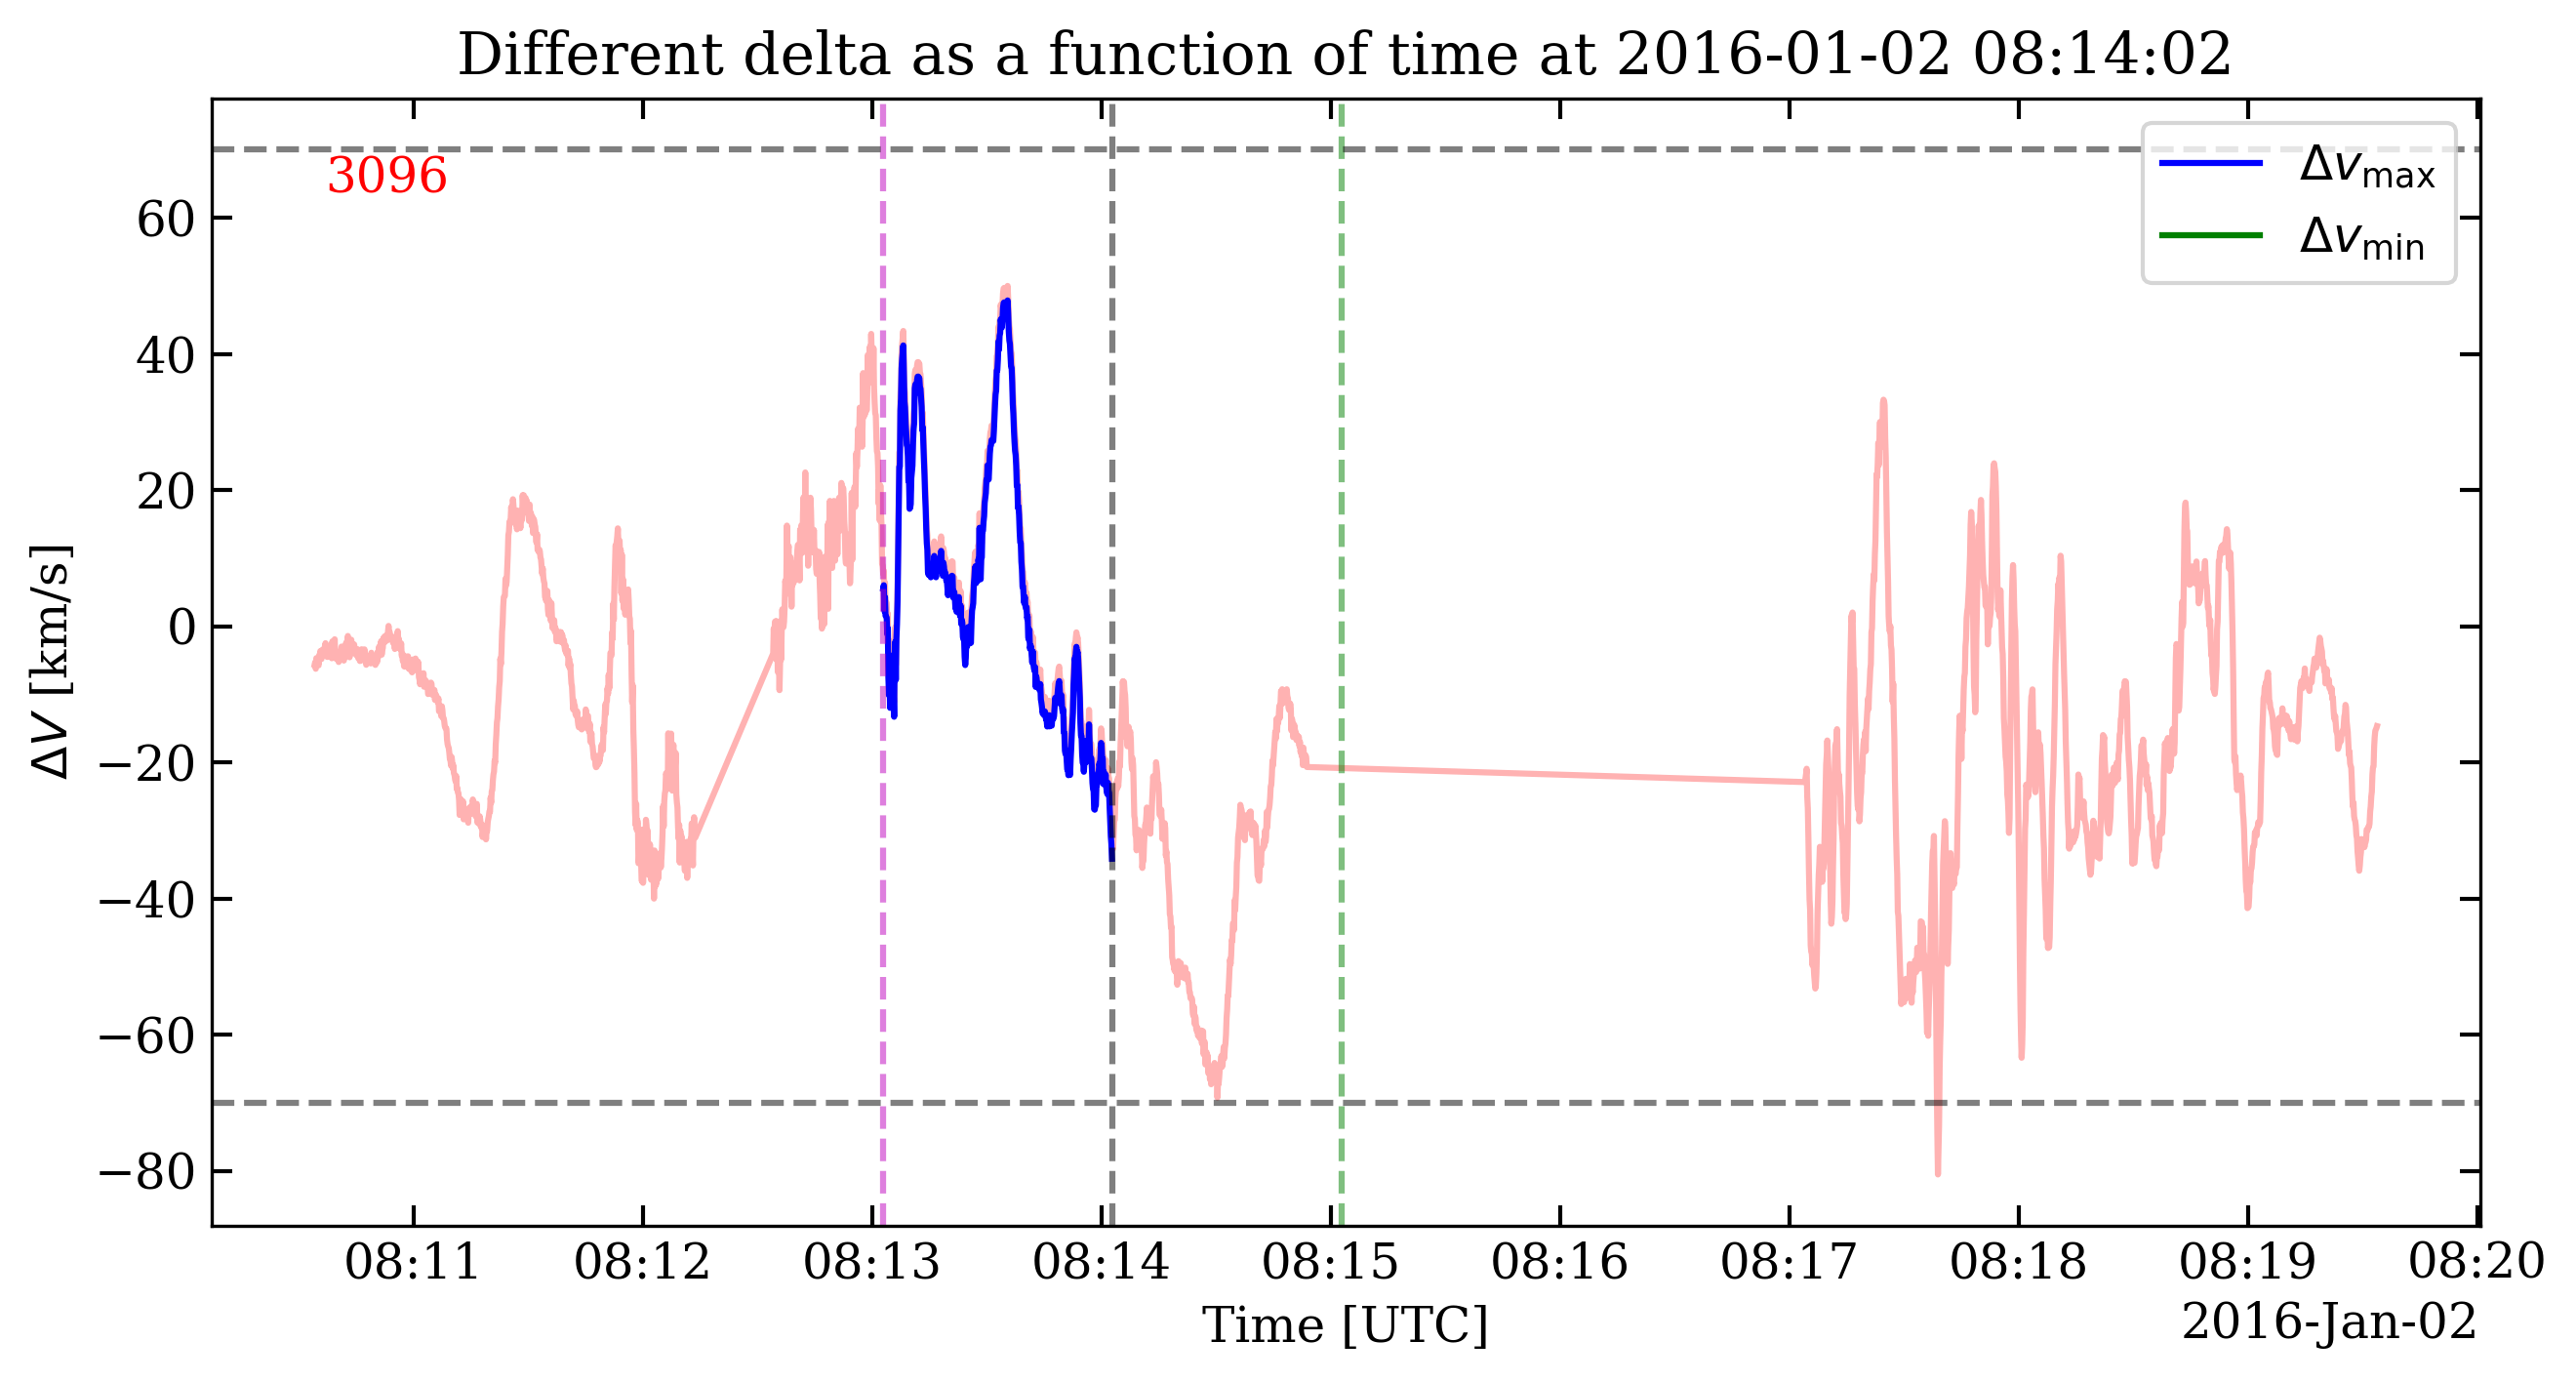 Different delta as a function of time at 2016-01-02 08:14:02
3096
Δv_max
Δv_min
60
40
20
0
−20
−40
−60
−80
ΔV [km/s]
08:11 08:12 08:13 08:14 08:15 08:16 08:17 08:18 08:19 08:20
Time [UTC]
2016-Jan-02